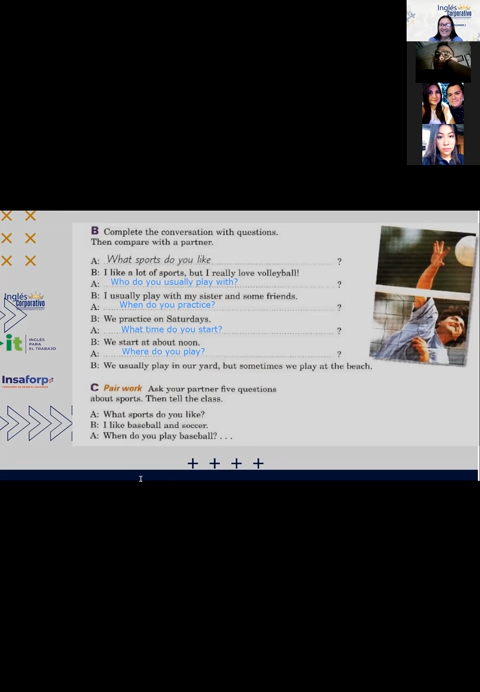 Inglés
Corporativo
B Complete the conversation with questions.
Then compare with a partner.
A: What sports do you like ?
B: I like a lot of sports, but I really love volleyball!
A: Who do you usually play with? ?
B: I usually play with my sister and some friends.
A: When do you practice? ?
B: We practice on Saturdays.
A: What time do you start? ?
B: We start at about noon.
A: Where do you play? ?
B: We usually play in our yard, but sometimes we play at the beach.
Inglés
Corporativo
it INGLÉS
PARA
EL TRABAJO
Insaforp
C Pair work Ask your partner five questions
about sports. Then tell the class.
A: What sports do you like?
B: I like baseball and soccer.
A: When do you play baseball? . . .